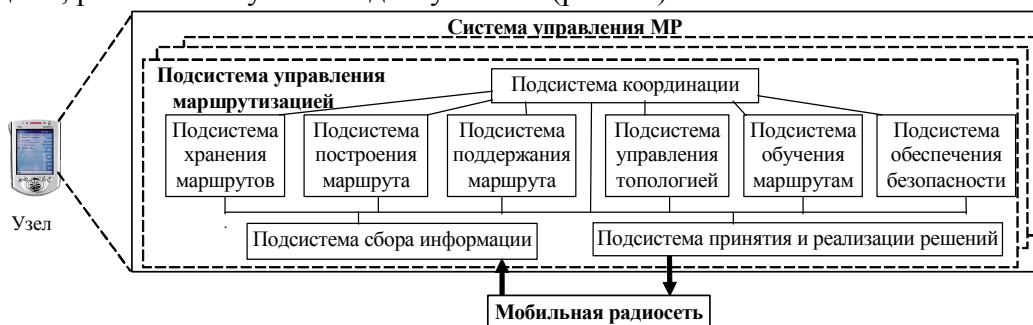 Система управления МР
Подсистема управления
маршрутизацией
Подсистема координации
Подсистема
хранения
маршрутов
Подсистема
построения
маршрута
Подсистема
поддержания
маршрута
Подсистема
управления
топологией
Подсистема
обучения
маршрутам
Подсистема
обеспечения
безопасности
Узел
Подсистема сбора информации
Подсистема принятия и реализации решений
Мобильная радиосеть